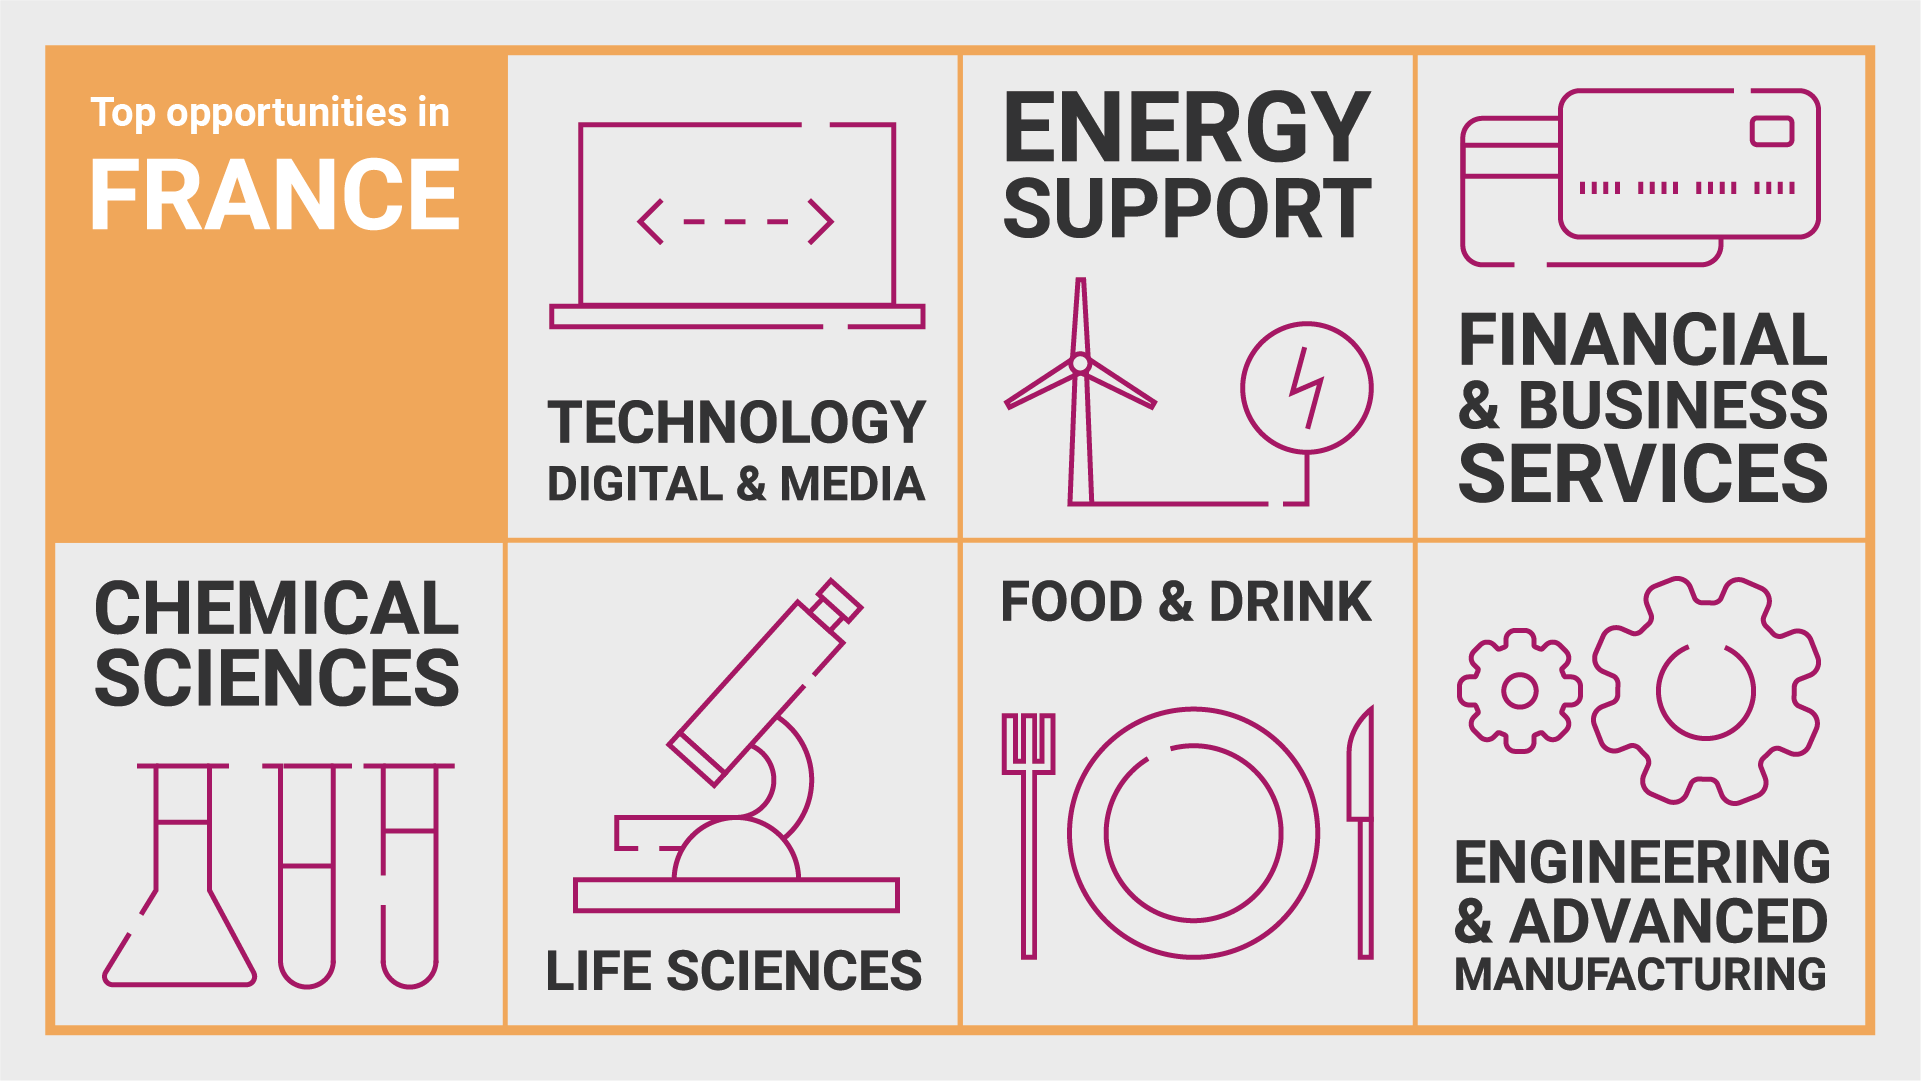 Top opportunities in
FRANCE
TECHNOLOGY
DIGITAL & MEDIA
ENERGY
SUPPORT
FINANCIAL
& BUSINESS
SERVICES
CHEMICAL
SCIENCES
LIFE SCIENCES
FOOD & DRINK
ENGINEERING
& ADVANCED
MANUFACTURING